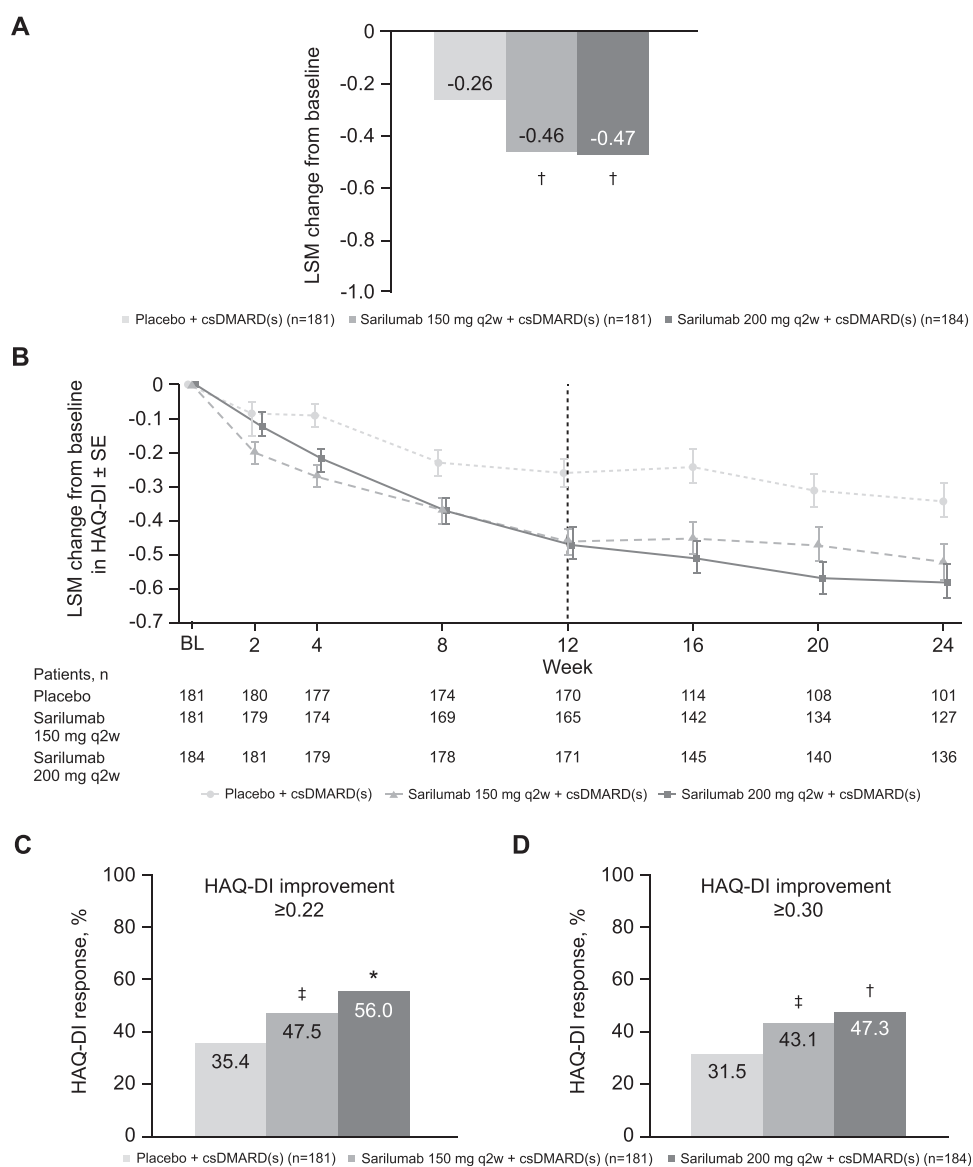 A
LSM change from baseline
0
-0.2
-0.4
-0.6
-0.8
-1.0
-0.26
-0.46
-0.47
† †
Placebo + csDMARD(s) (n=181) Sarilumab 150 mg q2w + csDMARD(s) (n=181) Sarilumab 200 mg q2w + csDMARD(s) (n=184)
B
LSM change from baseline
in HAQ-DI ± SE
0
-0.1
-0.2
-0.3
-0.4
-0.5
-0.6
-0.7
BL 2 4 8 12 16 20 24
Week
Patients, n
Placebo 181 180 177 174 170 114 108 101
Sarilumab 181 179 174 169 165 142 134 127
150 mg q2w
Sarilumab 184 181 179 178 171 145 140 136
200 mg q2w
Placebo + csDMARD(s) Sarilumab 150 mg q2w + csDMARD(s) Sarilumab 200 mg q2w + csDMARD(s)
C
HAQ-DI response, %
100
80
60
40
20
0
HAQ-DI improvement
≥0.22
‡ *
35.4 47.5 56.0
D
HAQ-DI response, %
100
80
60
40
20
0
HAQ-DI improvement
≥0.30
‡ †
31.5 43.1 47.3
Placebo + csDMARD(s) (n=181) Sarilumab 150 mg q2w + csDMARD(s) (n=181) Sarilumab 200 mg q2w + csDMARD(s) (n=184)